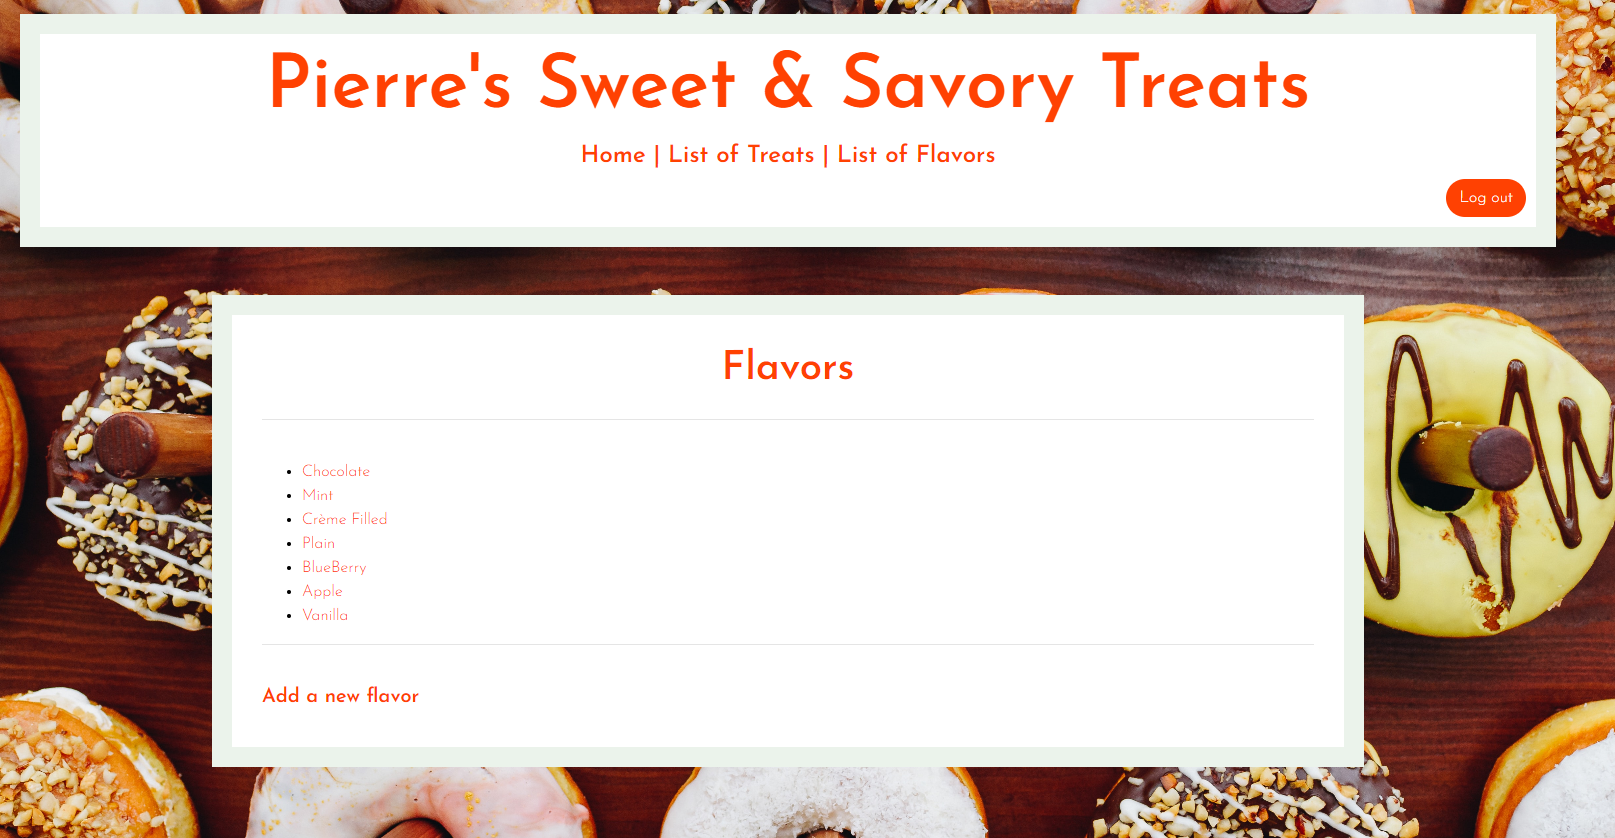 Pierre's Sweet & Savory Treats
Home | List of Treats | List of Flavors
Log out
Flavors
Chocolate
Mint
Crème Filled
Plain
BlueBerry
Apple
Vanilla
Add a new flavor